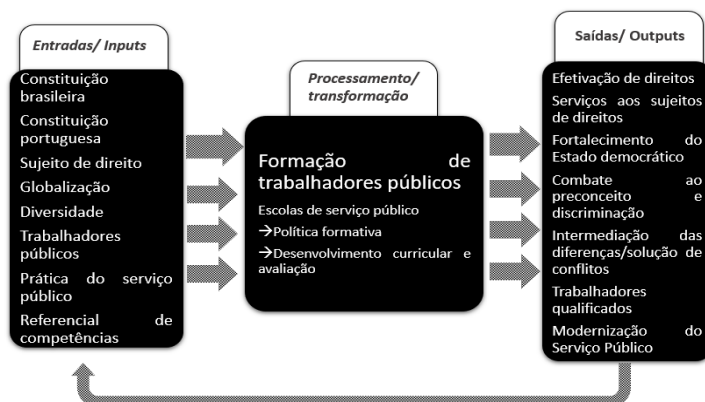 Entradas/ Inputs
Constituição
brasileira
Constituição
portuguesa
Sujeito de direito
Globalização
Diversidade
Trabalhadores
públicos
Prática do serviço
público
Referencial de
competências
Processamento/
transformação
Formação de
trabalhadores públicos
Escolas de serviço público
→Política formativa
→Desenvolvimento curricular e
avaliação
Saídas/ Outputs
Efetivação de direitos
Serviços aos sujeitos
de direitos
Fortalecimento do
Estado democrático
Combate ao
preconceito e
discriminação
Intermediação das
diferenças/solução de
conflitos
Trabalhadores
qualificados
Modernização do
Serviço Público